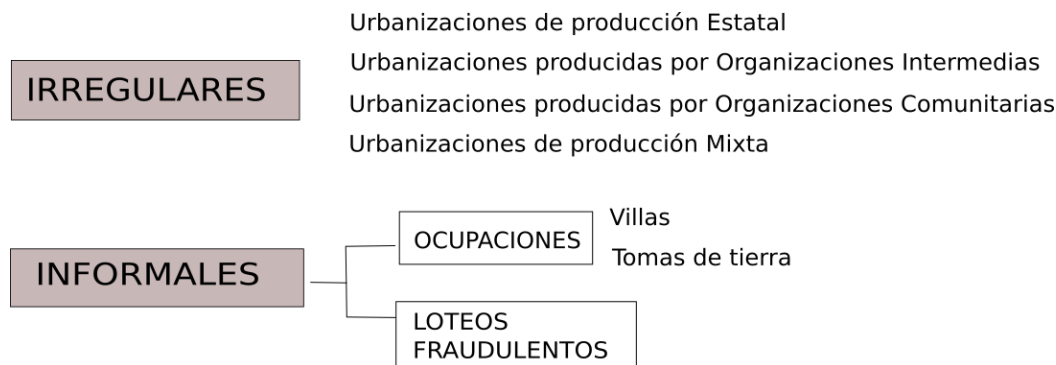 Urbanizaciones de producción Estatal
IRREGULARES
Urbanizaciones producidas por Organizaciones Intermedias
Urbanizaciones producidas por Organizaciones Comunitarias
Urbanizaciones de producción Mixta
INFORMALES
OCUPACIONES
Villas
Tomas de tierra
LOTEOS
FRAUDULENTOS